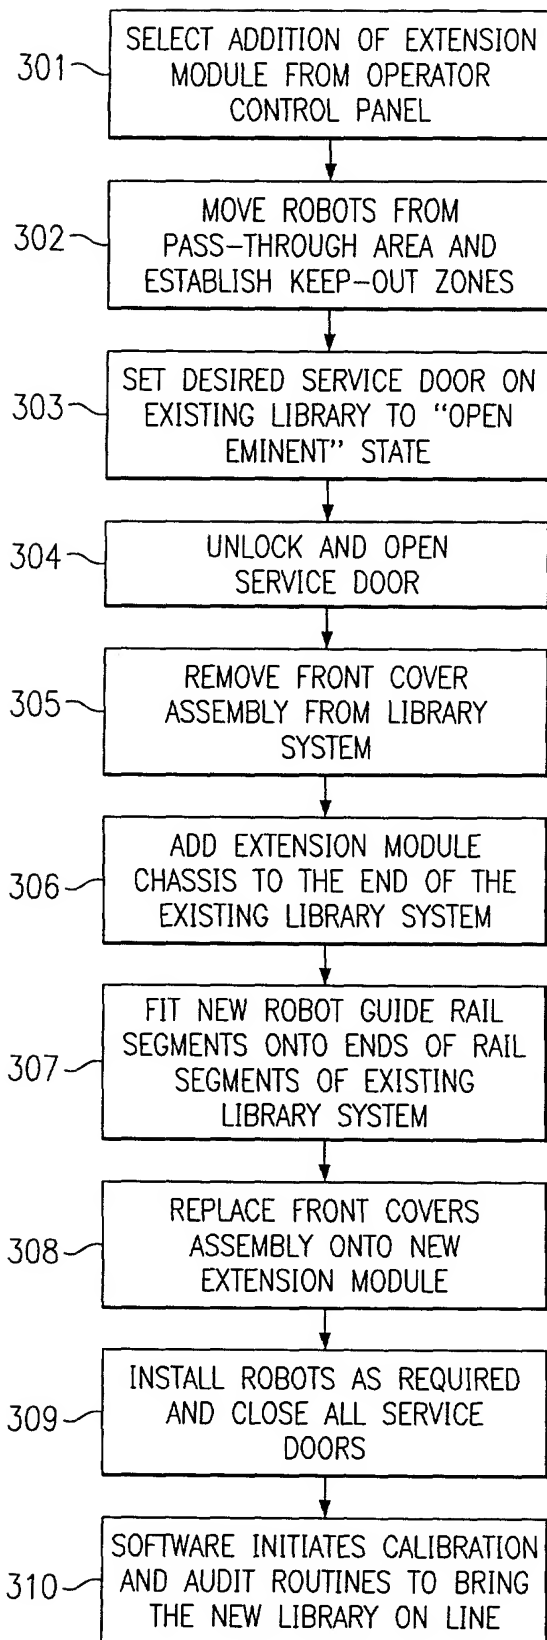 301
SELECT ADDITION OF EXTENSION
MODULE FROM OPERATOR
CONTROL PANEL
302
MOVE ROBOTS FROM
PASS-THROUGH AREA AND
ESTABLISH KEEP-OUT ZONES
303
SET DESIRED SERVICE DOOR ON
EXISTING LIBRARY TO "OPEN
EMINENT" STATE
304
UNLOCK AND OPEN
SERVICE DOOR
305
REMOVE FRONT COVER
ASSEMBLY FROM LIBRARY
SYSTEM
306
ADD EXTENSION MODULE
CHASSIS TO THE END OF THE
EXISTING LIBRARY SYSTEM
307
FIT NEW ROBOT GUIDE RAIL
SEGMENTS ONTO ENDS OF RAIL
SEGMENTS OF EXISTING
LIBRARY SYSTEM
308
REPLACE FRONT COVERS
ASSEMBLY ONTO NEW
EXTENSION MODULE
309
INSTALL ROBOTS AS REQUIRED
AND CLOSE ALL SERVICE
DOORS
310
SOFTWARE INITIATES CALIBRATION
AND AUDIT ROUTINES TO BRING
THE NEW LIBRARY ON LINE